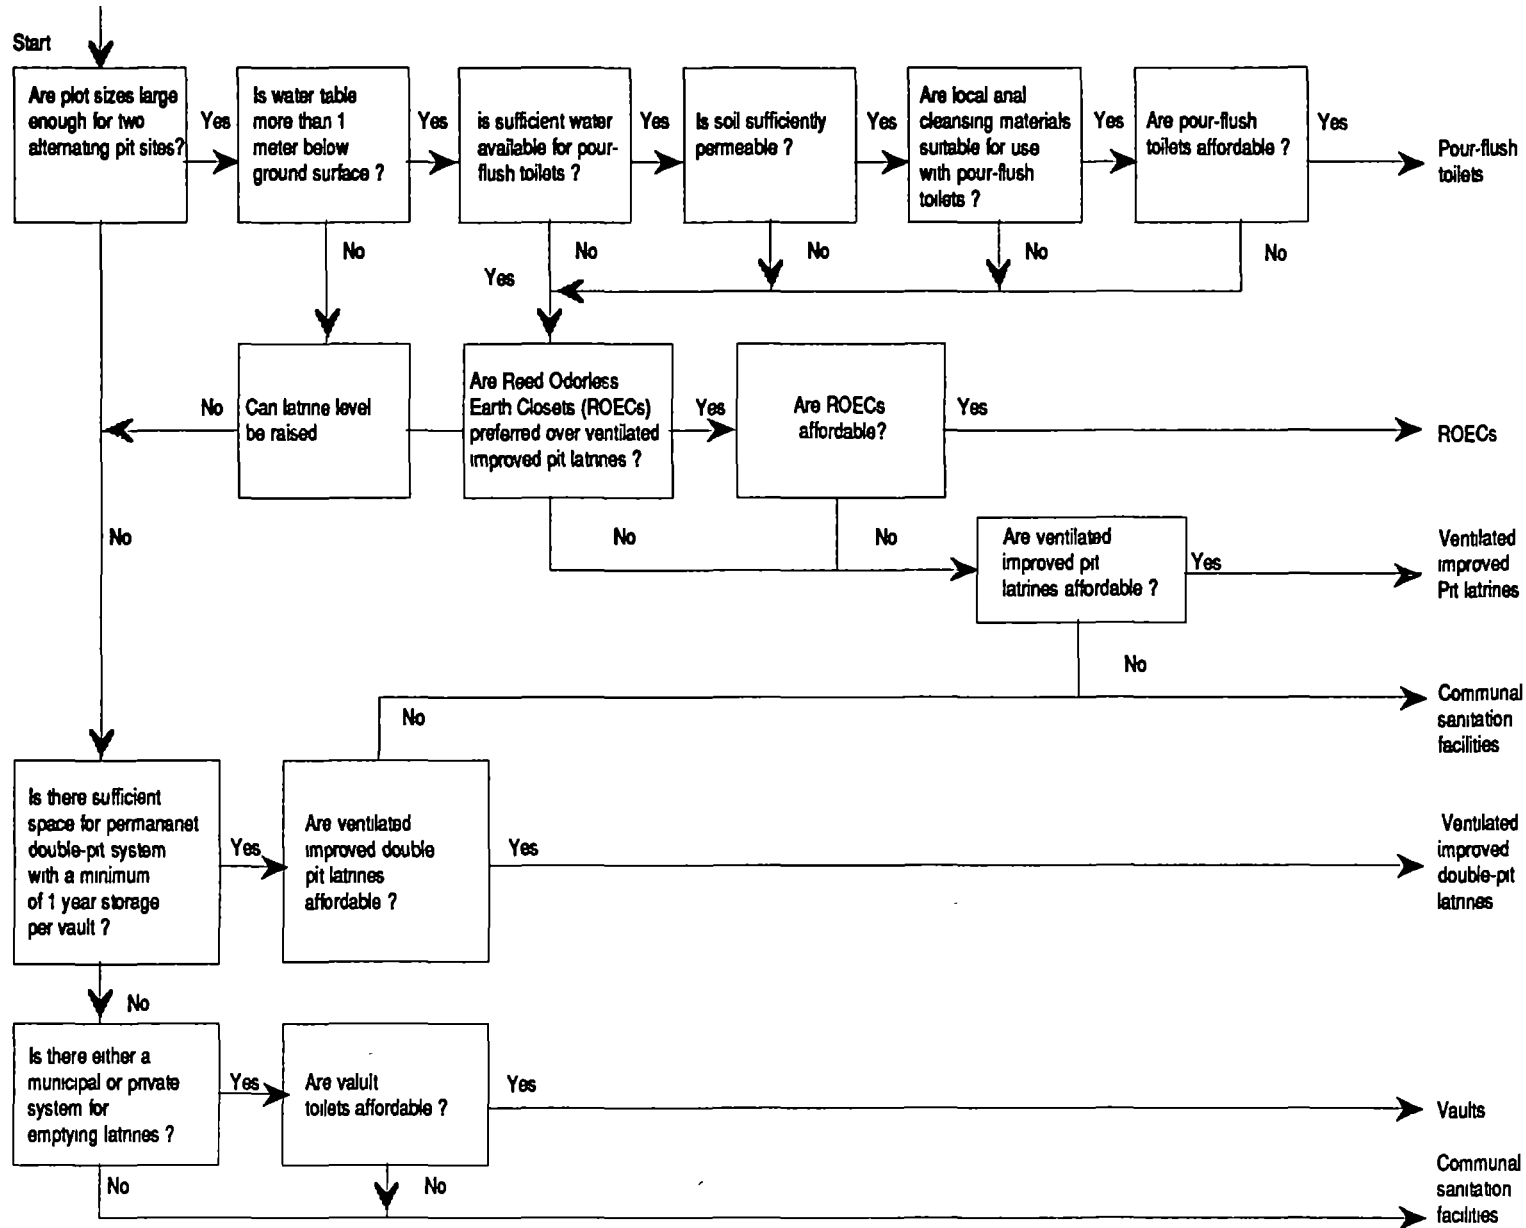 Start
Are plot sizes large
enough for two
alternating pit sites?
Yes
Is water table
more than 1
meter below
ground surface ?
Yes
is sufficient water
available for pour-
flush toilets ?
Yes
Is soil sufficiently
permeable ?
Yes
Are local anal
cleansing materials
suitable for use
with pour-flush
toilets ?
Yes
Are pour-flush
toilets affordable ?
Yes
Pour-flush
toilets
No
No
No
No
No
Yes
No
Can latrine level
be raised
Are Reed Odorless
Earth Closets (ROECs)
preferred over ventilated
improved pit latrines ?
Yes
Are ROECs
affordable?
Yes
ROECs
No
No
No
Are ventilated
improved pit
latrines affordable ?
Yes
Ventilated
improved
Pit latrines
No
No
Communal
sanitation
facilities
Is there sufficient
space for permananet
double-pit system
with a minimum
of 1 year storage
per vault ?
Yes
Are ventilated
improved double
pit latrines
affordable ?
Yes
Ventilated
improved
double-pit
latrines
No
Is there either a
municipal or private
system for
emptying latrines ?
Yes
Are valuit
toilets affordable ?
Yes
Vaults
No
No
Communal
sanitation
facilities